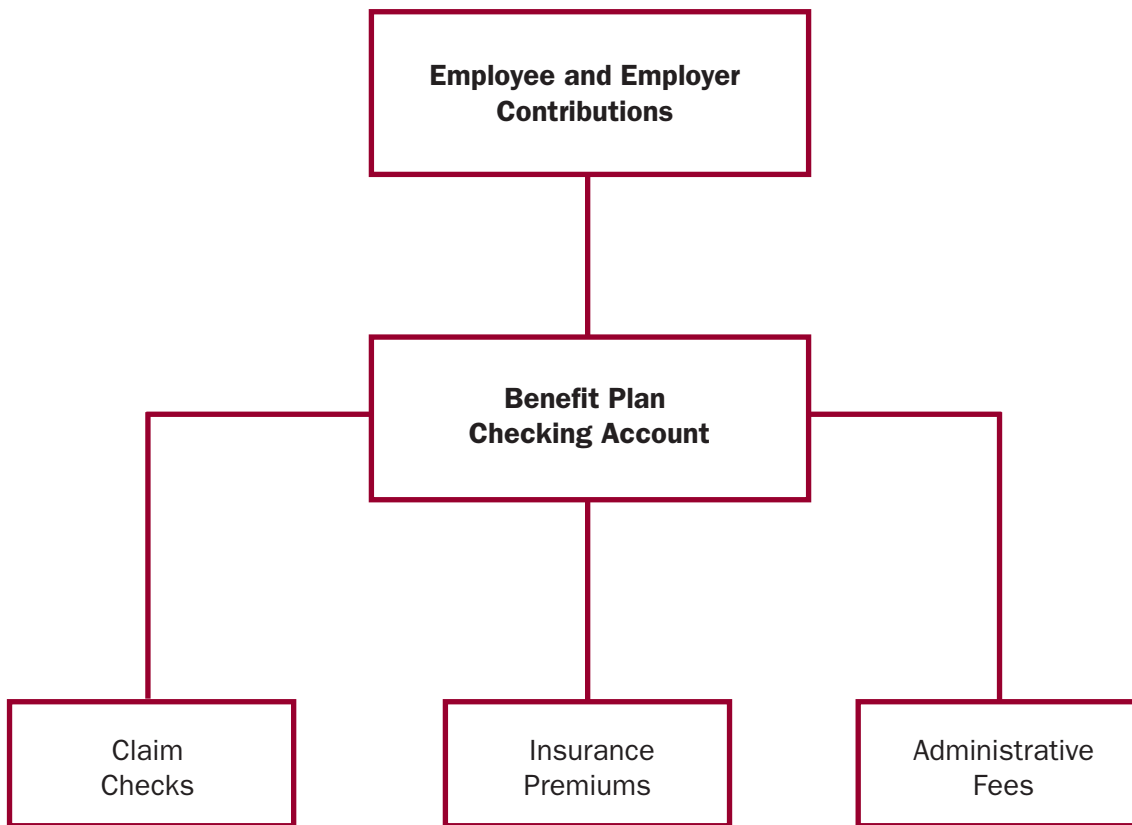 Employee and Employer
Contributions
Benefit Plan
Checking Account
Claim
Checks
Insurance
Premiums
Administrative
Fees